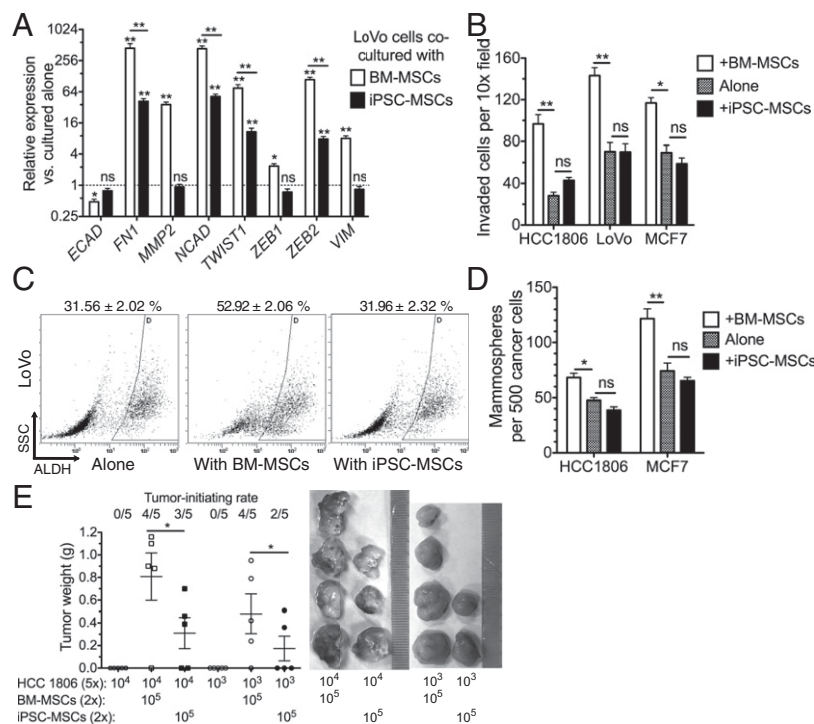 A
Relative expression
vs. cultured alone
1024
256
64
16
4
1
0.25
LoVo cells co-
cultured with
BM-MSCs
iPSC-MSCs
* ns
** ** **
** ns
** ** **
** ** **
* ns
** ** **
** ns
ECAD FN1 MMP2 NCAD TWIST1 ZEB1 ZEB2 VIM
B
Invaded cells per 10x field
160
120
80
40
0
+BM-MSCs
Alone
+iPSC-MSCs
** ns ** ns * ns
HCC1806 LoVo MCF7
C
31.56 ± 2.02 % 52.92 ± 2.06 % 31.96 ± 2.32 %
D D D
LoVo
SSC
ALDH
Alone With BM-MSCs With iPSC-MSCs
D
Mammospheres
per 500 cancer cells
150
100
50
0
+BM-MSCs
Alone
+iPSC-MSCs
* ns ** ns
HCC1806 MCF7
E
Tumor-initiating rate
0/5 4/5 3/5 0/5 4/5 2/5
* *
Tumor weight (g)
1.2
1.0
0.8
0.6
0.4
0.2
0.0
HCC 1806 (5x): 10⁴ 10⁴ 10⁴ 10³ 10³ 10³ 10⁴ 10⁴ 10³ 10³
BM-MSCs (2x): 10⁵ 10⁵ 10⁵ 10⁵
iPSC-MSCs (2x): 10⁵ 10⁵ 10⁵ 10⁵